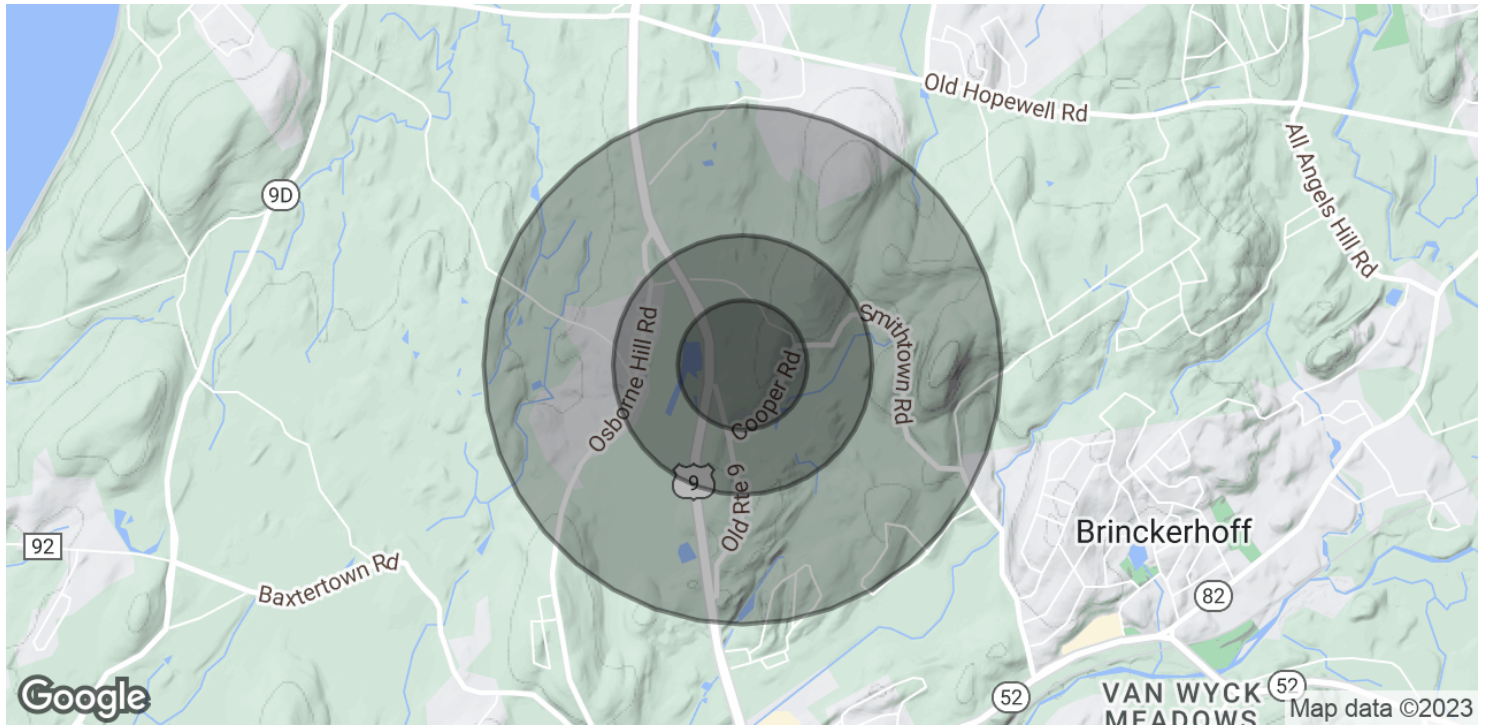 Old Hopewell Rd
All Angels Hill Rd
9D
Smithtown Rd
Osborne Hill Rd
Cooper Rd
9
Old Rte 9
Brinckerhoff
92
Baxtertown Rd
82
52
VAN WYCK
MEADOWS
52
Google
Map data ©2023